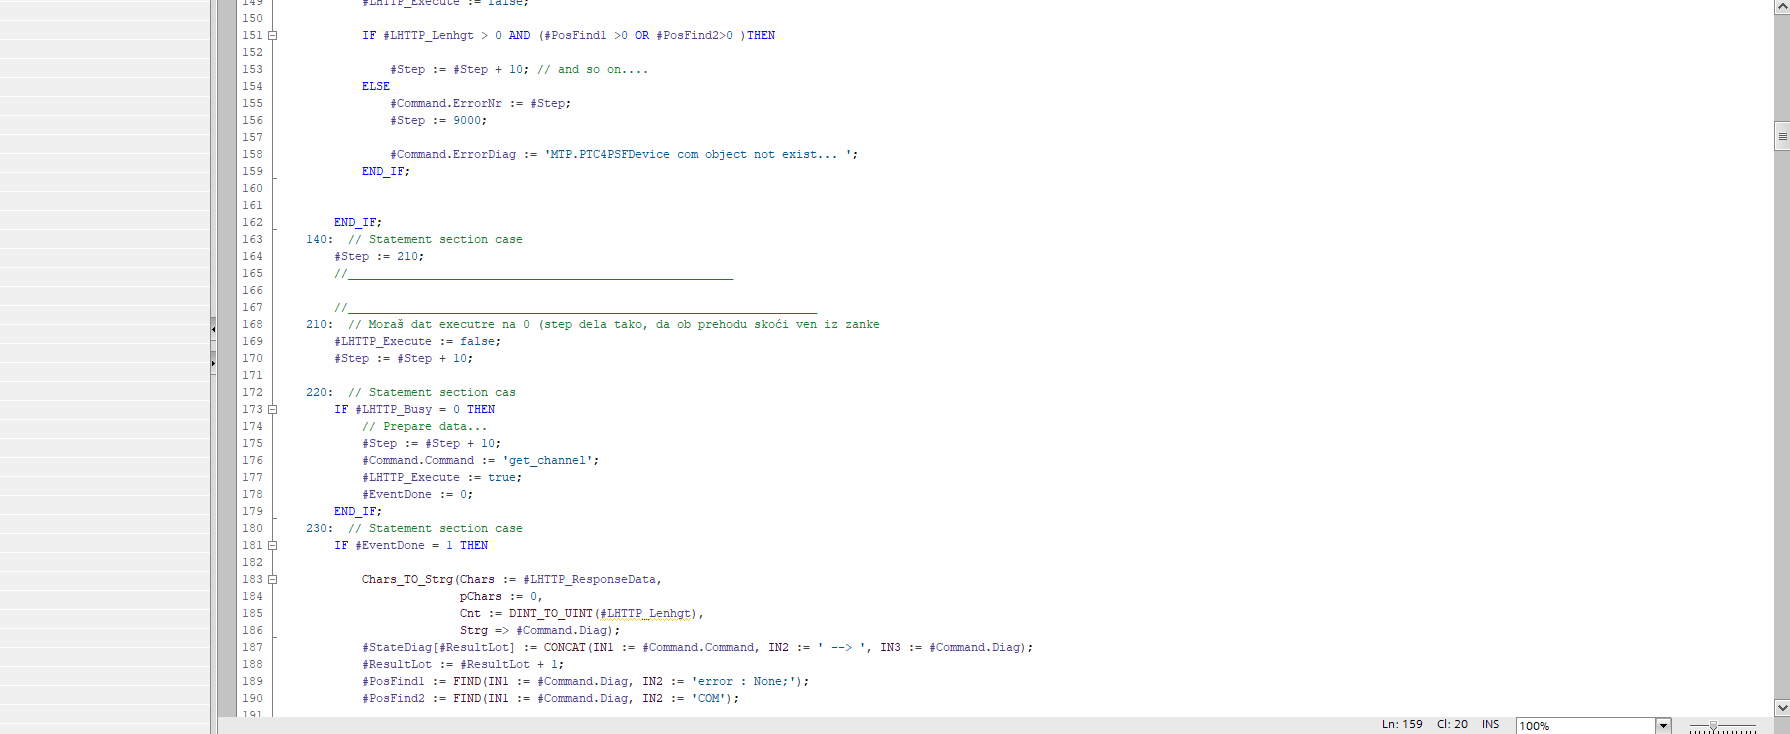 149 #LHTTP_Execute := false;
150
151 IF #LHTTP_Lenhgt > 0 AND (#PosFind1 >0 OR #PosFind2>0 )THEN
152
153 #Step := #Step + 10; // and so on....
154 ELSE
155 #Command.ErrorNr := #Step;
156 #Step := 9000;
157
158 #Command.ErrorDiag := 'MTP.PTC4PSFDevice com object not exist... ';
159 END_IF;
160
161
162 END_IF;
163 140: // Statement section case
164 #Step := 210;
165 //_______________________________________________________
166
167 //___________________________________________________________________
168 210: // Moraš dat executre na 0 (step dela tako, da ob prehodu skoći ven iz zanke
169 #LHTTP_Execute := false;
170 #Step := #Step + 10;
171
172 220: // Statement section cas
173 IF #LHTTP_Busy = 0 THEN
174 // Prepare data...
175 #Step := #Step + 10;
176 #Command.Command := 'get_channel';
177 #LHTTP_Execute := true;
178 #EventDone := 0;
179 END_IF;
180 230: // Statement section case
181 IF #EventDone = 1 THEN
182
183 Chars_TO_Strg(Chars := #LHTTP_ResponseData,
184 pChars := 0,
185 Cnt := DINT_TO_UINT(#LHTTP_Lenhgt),
186 Strg => #Command.Diag);
187 #StateDiag[#ResultLot] := CONCAT(IN1 := #Command.Command, IN2 := ' --> ', IN3 := #Command.Diag);
188 #ResultLot := #ResultLot + 1;
189 #PosFind1 := FIND(IN1 := #Command.Diag, IN2 := 'error : None;');
190 #PosFind2 := FIND(IN1 := #Command.Diag, IN2 := 'COM');
191
Ln: 159 Cl: 20 INS 100%